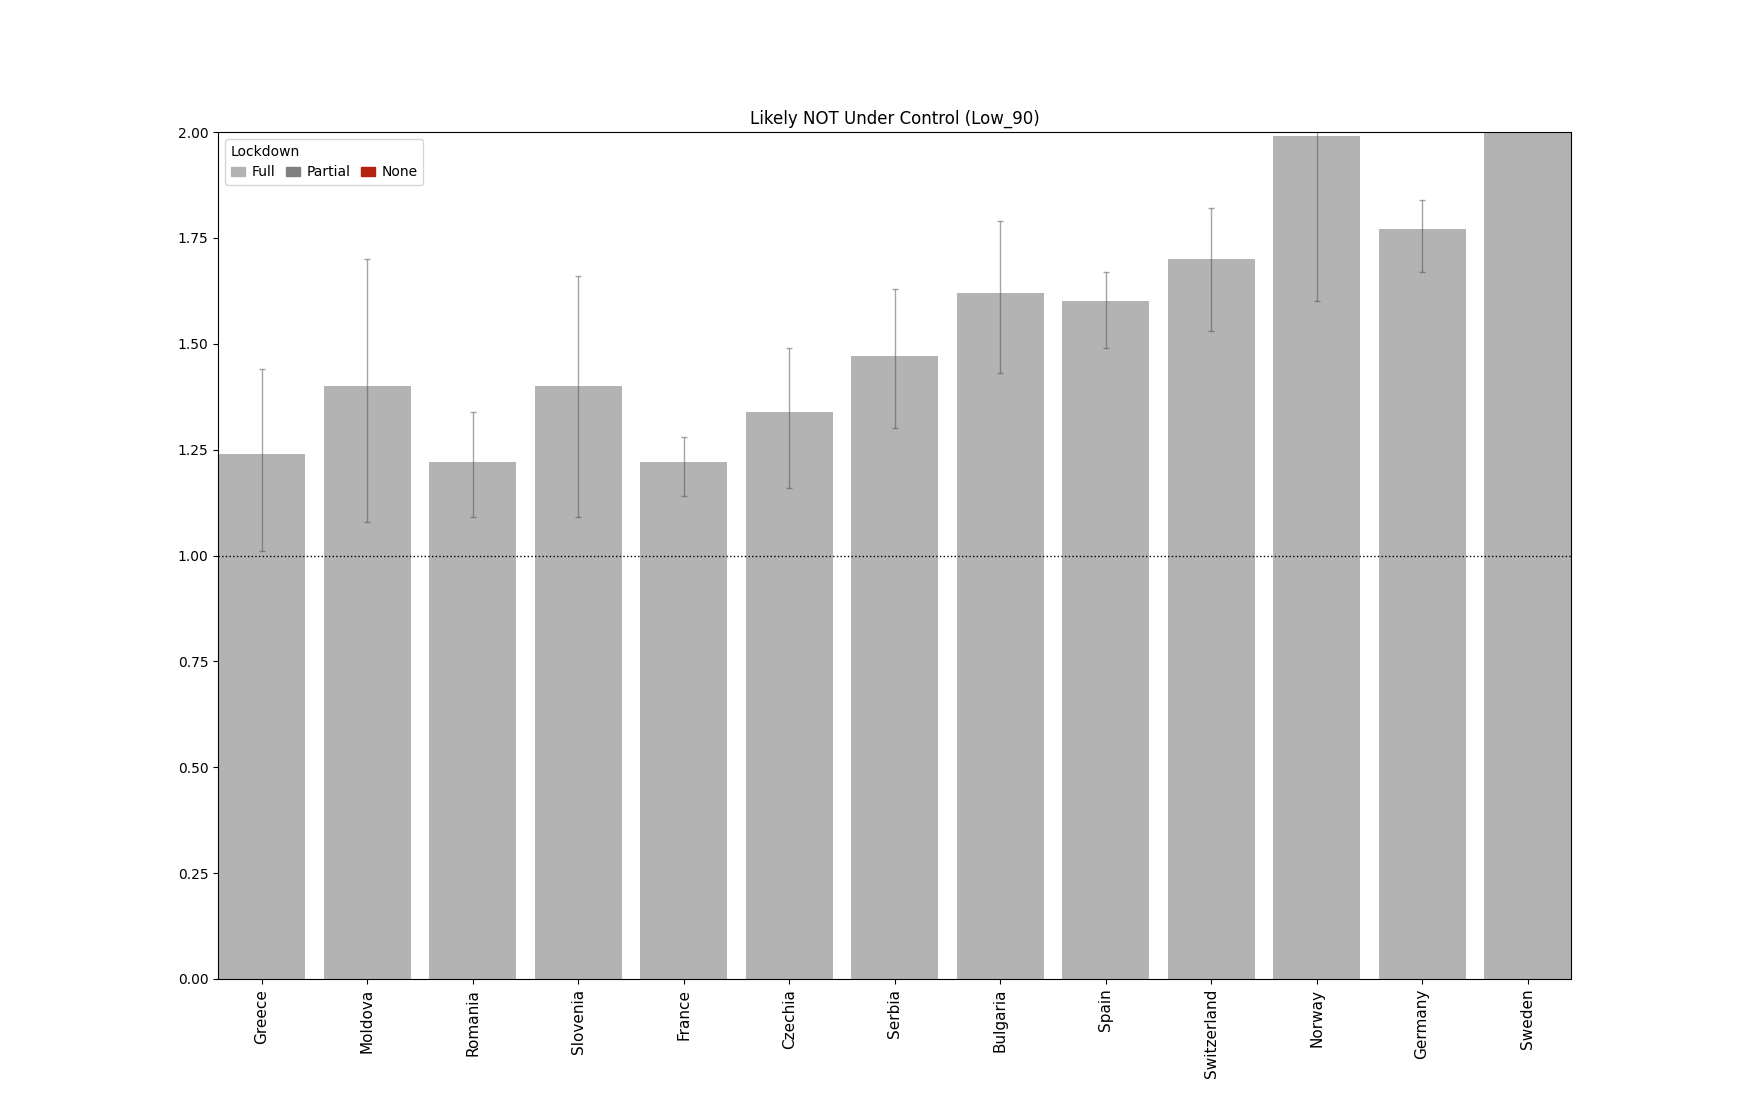 Likely NOT Under Control (Low_90)
Lockdown
Full Partial None
2.00
1.75
1.50
1.25
1.00
0.75
0.50
0.25
0.00
Greece
Moldova
Romania
Slovenia
France
Czechia
Serbia
Bulgaria
Spain
Switzerland
Norway
Germany
Sweden